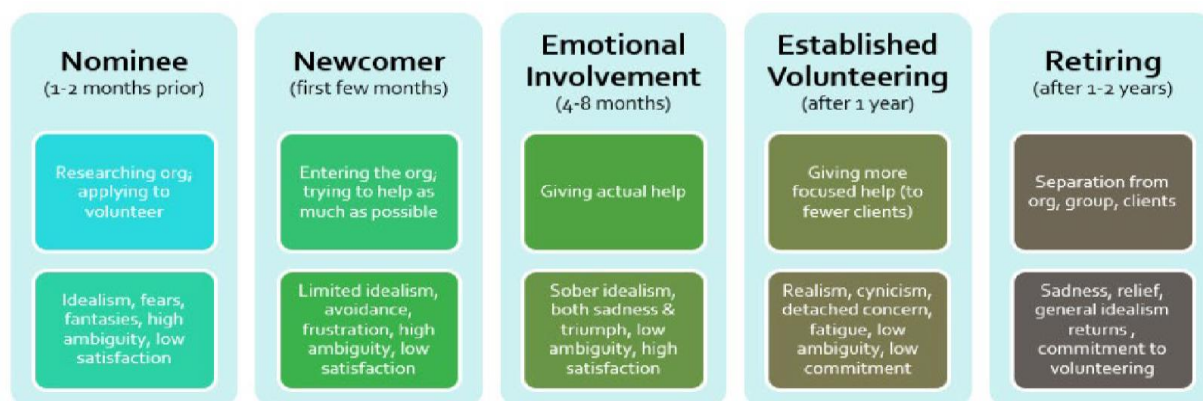 Nominee
(1-2 months prior)
Researching org;
applying to
volunteer
Idealism, fears,
fantasies, high
ambiguity, low
satisfaction
Newcomer
(first few months)
Entering the org;
trying to help as
much as possible
Limited idealism,
avoidance,
frustration, high
ambiguity, low
satisfaction
Emotional
Involvement
(4-8 months)
Giving actual help
Sober idealism,
both sadness &
triumph, low
ambiguity, high
satisfaction
Established
Volunteering
(after 1 year)
Giving more
focused help (to
fewer clients)
Realism, cynicism,
detached concern,
fatigue, low
ambiguity, low
commitment
Retiring
(after 1-2 years)
Separation from
org, group, clients
Sadness, relief,
general idealism
returns ,
commitment to
volunteering